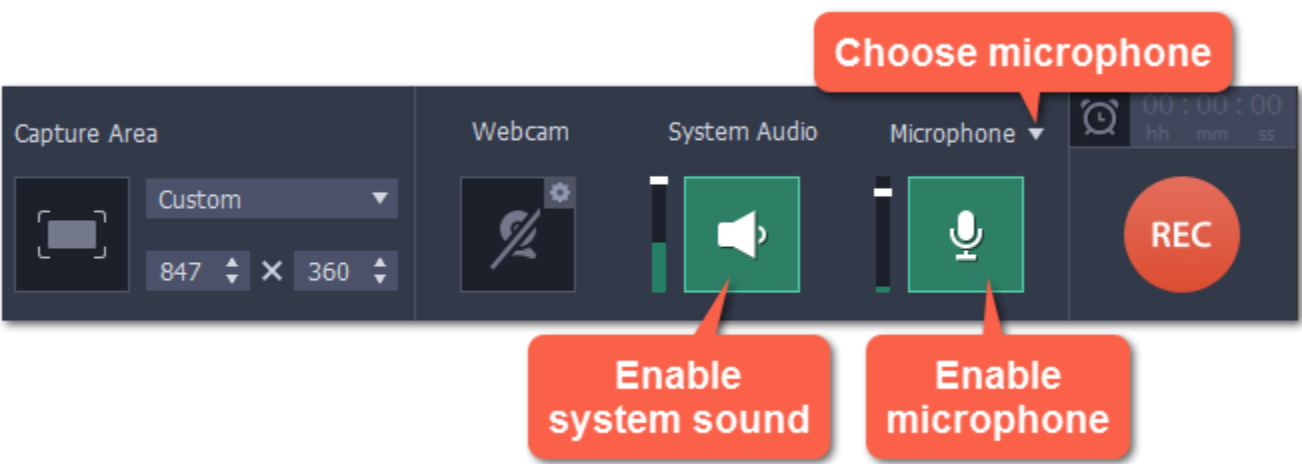 Choose microphone
Capture Area
Webcam
System Audio
Microphone
00 : 00 : 00
hh mm ss
Custom
847 × 360
REC
Enable
system sound
Enable
microphone